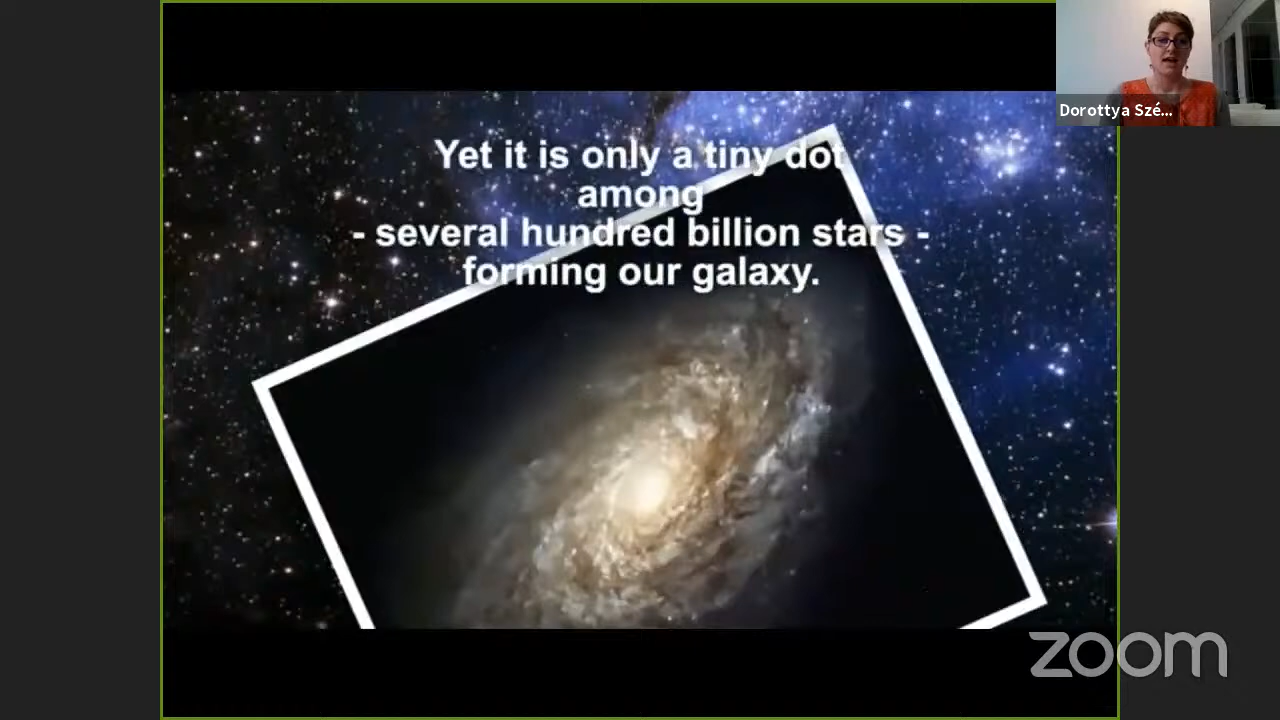 Yet it is only a tiny dot
among
- several hundred billion stars -
forming our galaxy.
Dorottya Szé...
zoom